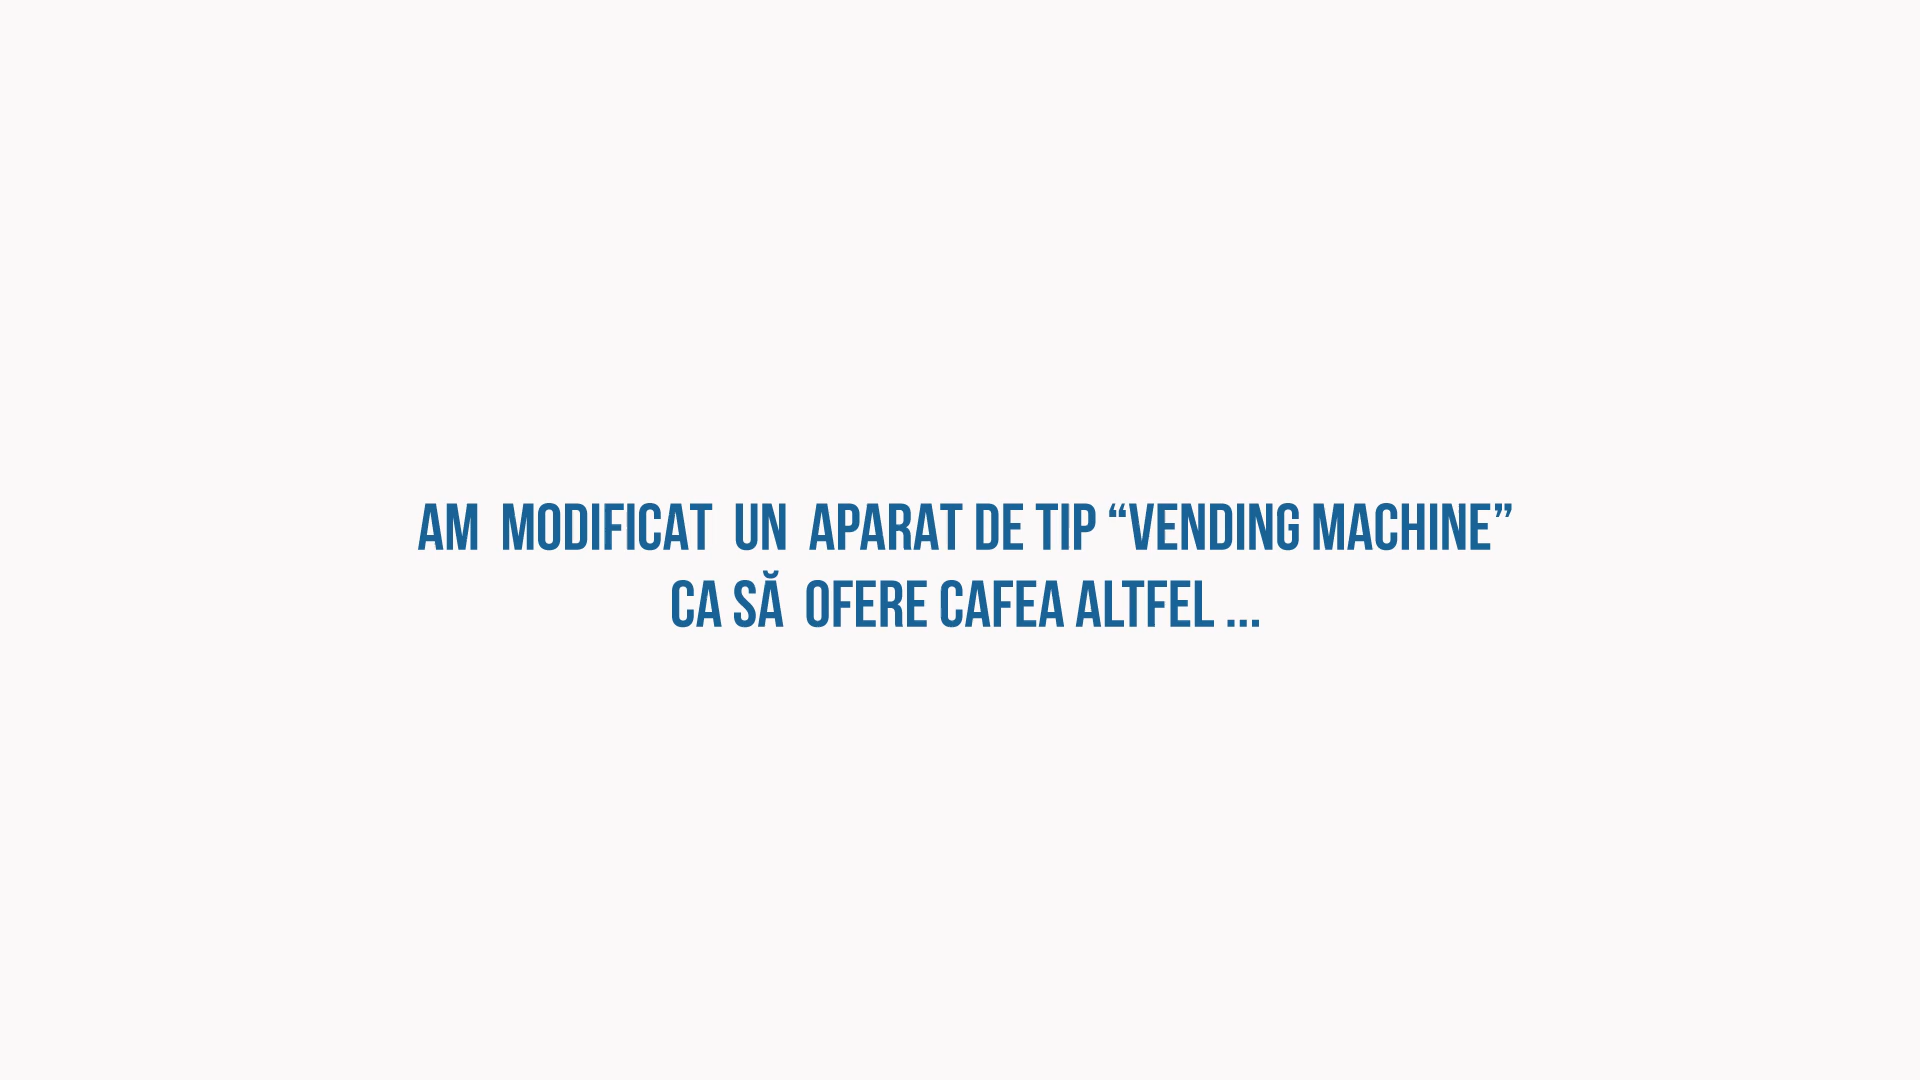 AM MODIFICAT UN APARAT DE TIP “VENDING MACHINE”
CA SĂ OFERE CAFEA ALTFEL ...